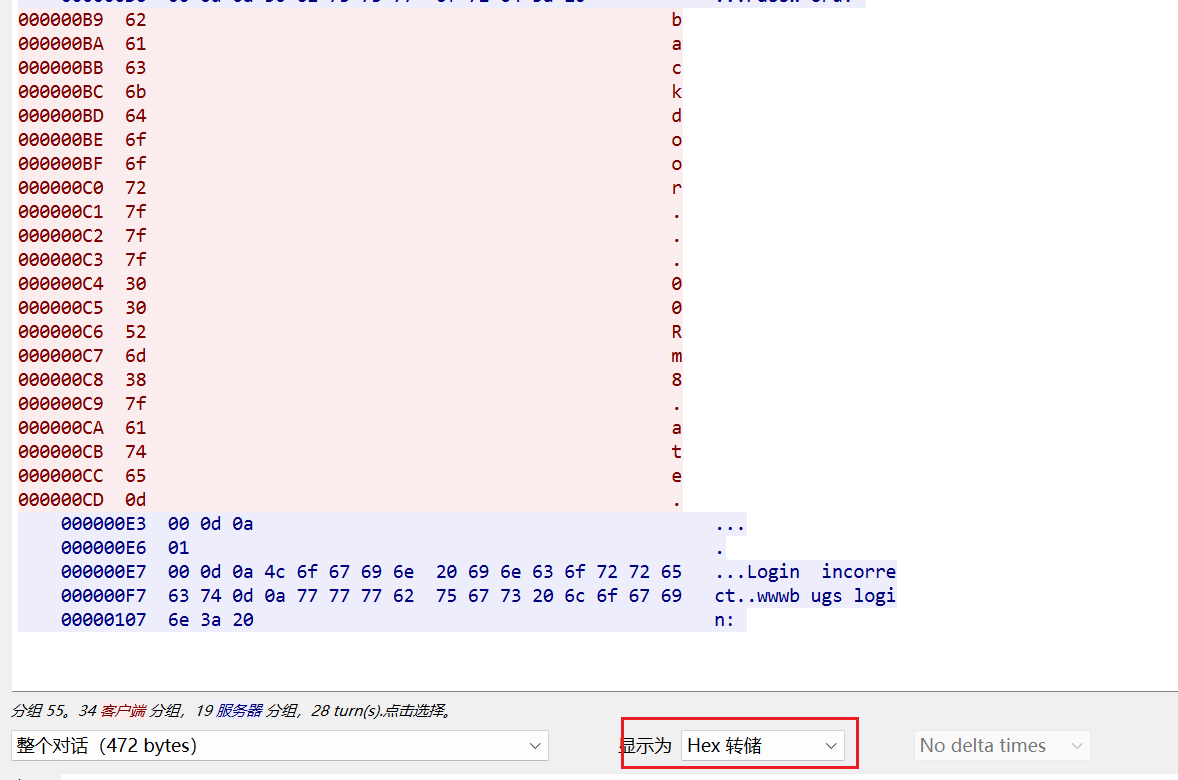 000000B9 62 b
000000BA 61 a
000000BB 63 c
000000BC 6b k
000000BD 64 d
000000BE 6f o
000000BF 6f o
000000C0 72 r
000000C1 7f .
000000C2 7f .
000000C3 7f .
000000C4 30 0
000000C5 30 0
000000C6 52 R
000000C7 6d m
000000C8 38 8
000000C9 7f .
000000CA 61 a
000000CB 74 t
000000CC 65 e
000000CD 0d .
000000E3 00 0d 0a ...
000000E6 01 .
000000E7 00 0d 0a 4c 6f 67 69 6e 20 69 6e 63 6f 72 72 65 ...Login incorre
000000F7 63 74 0d 0a 77 77 77 62 75 67 73 20 6c 6f 67 69 ct..wwwb ugs logi
00000107 6e 3a 20 n:
分组 55。34 客户端 分组，19 服务器 分组，28 turn(s).点击选择。
整个对话（472 bytes） 显示为 Hex 转储 No delta times